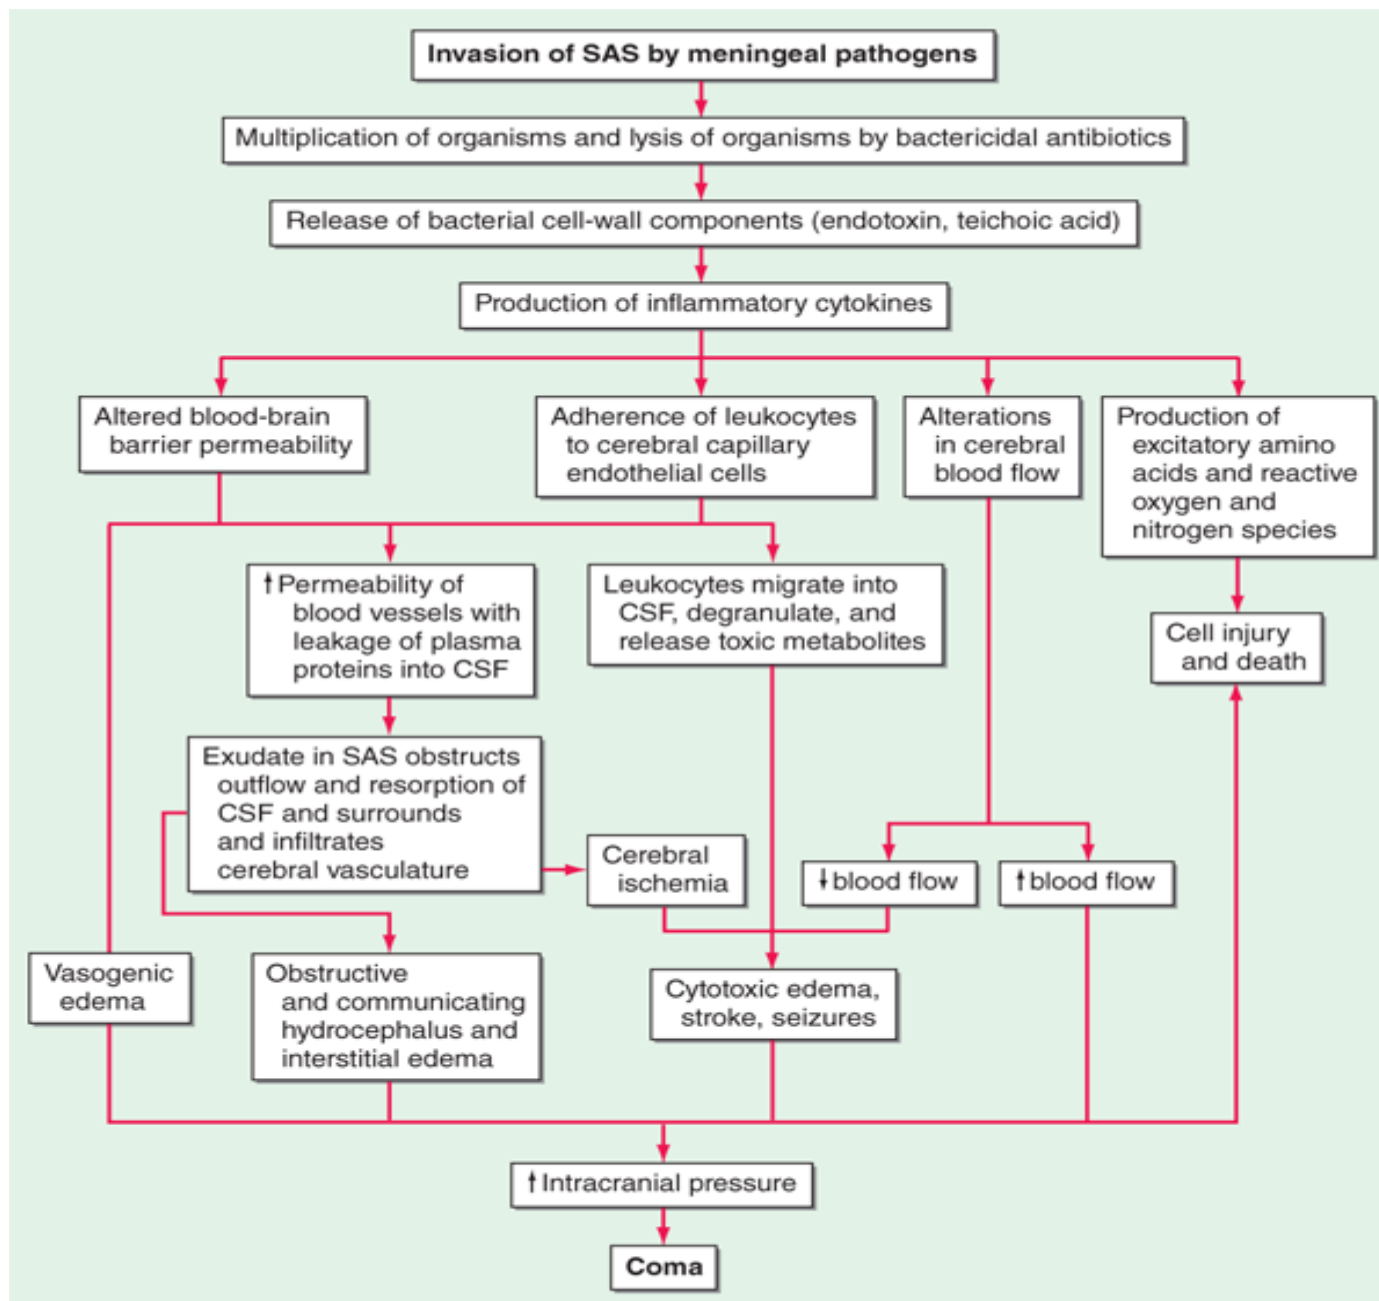 Invasion of SAS by meningeal pathogens
Multiplication of organisms and lysis of organisms by bactericidal antibiotics
Release of bacterial cell-wall components (endotoxin, teichoic acid)
Production of inflammatory cytokines
Altered blood-brain
barrier permeability
Adherence of leukocytes
to cerebral capillary
endothelial cells
Alterations
in cerebral
blood flow
Production of
excitatory amino
acids and reactive
oxygen and
nitrogen species
↑Permeability of
blood vessels with
leakage of plasma
proteins into CSF
Leukocytes migrate into
CSF, degranulate, and
release toxic metabolites
Cell injury
and death
Exudate in SAS obstructs
outflow and resorption of
CSF and surrounds
and infiltrates
cerebral vasculature
Cerebral
ischemia
↓blood flow
↑blood flow
Vasogenic
edema
Obstructive
and communicating
hydrocephalus and
interstitial edema
Cytotoxic edema,
stroke, seizures
↑Intracranial pressure
Coma